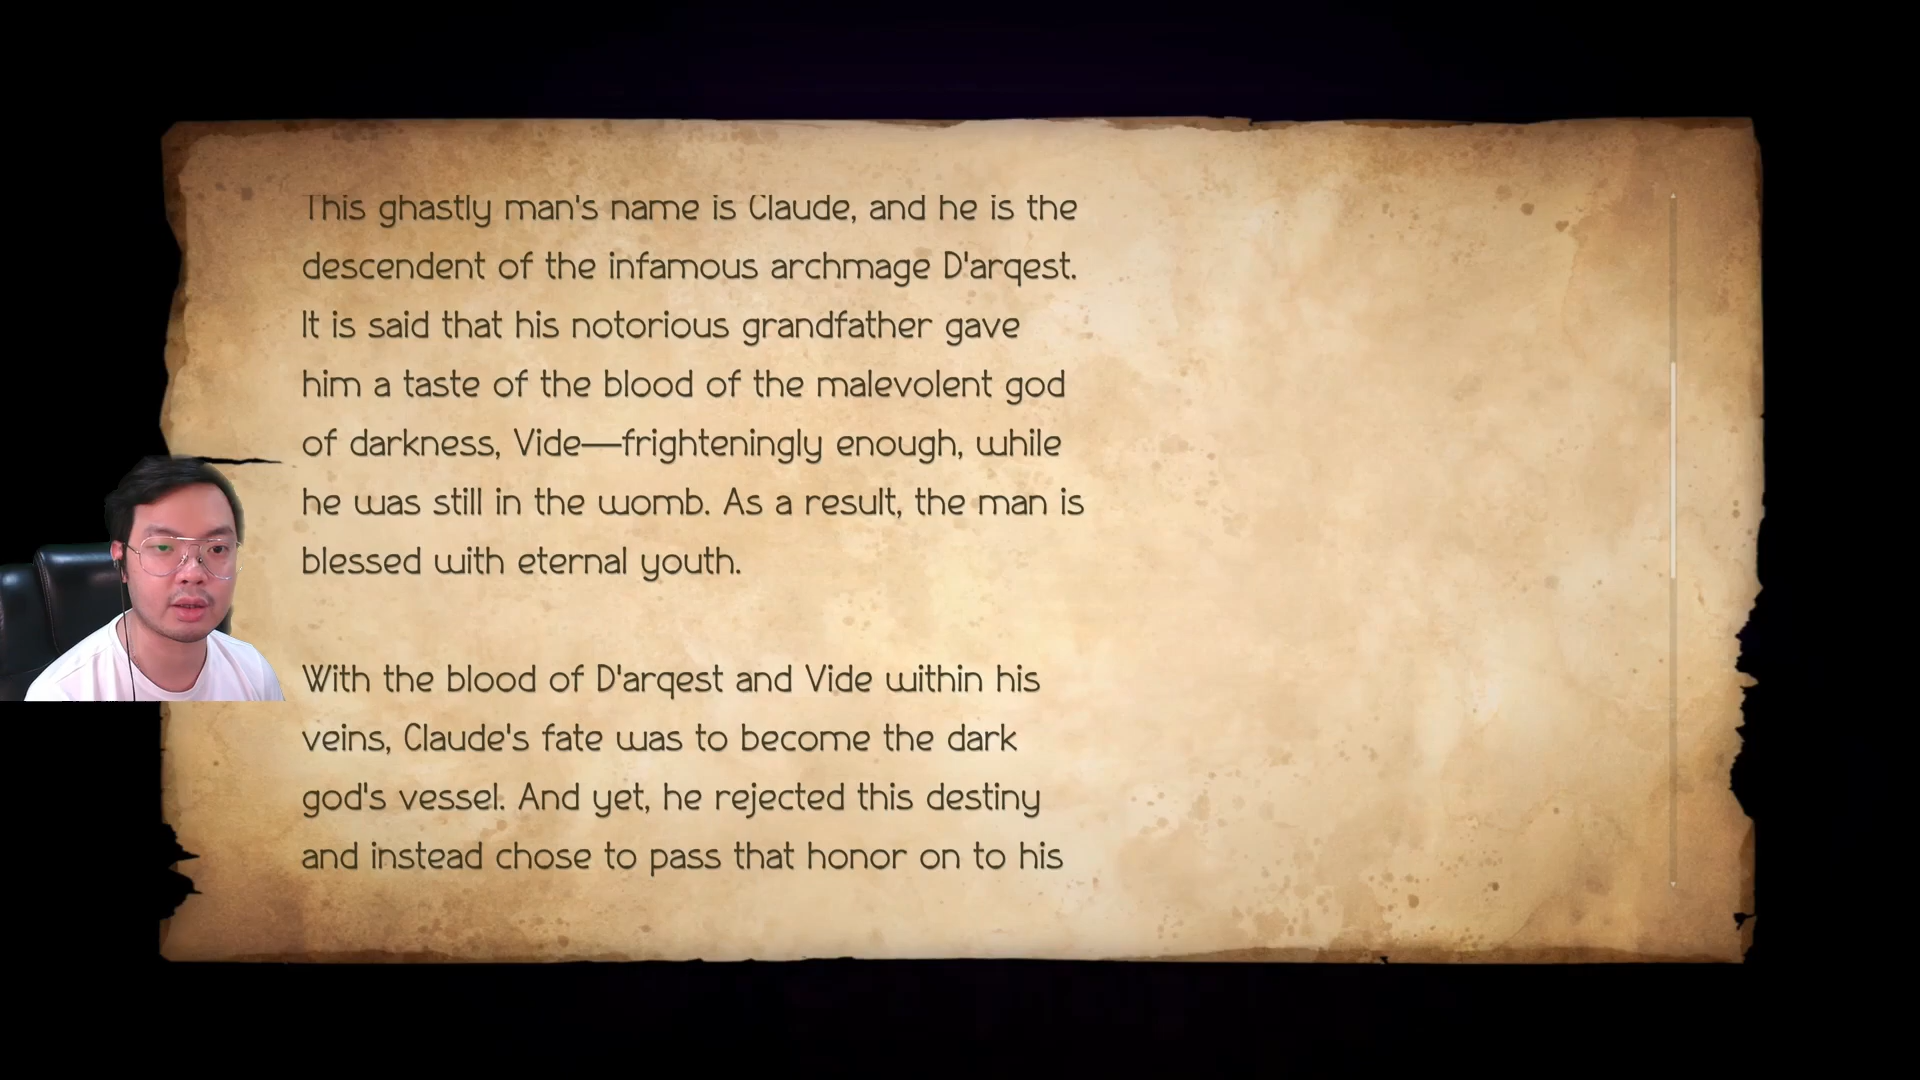 This ghastly man's name is Claude, and he is the
descendent of the infamous archmage D'arqest.
It is said that his notorious grandfather gave
him a taste of the blood of the malevolent god
of darkness, Vide—frighteningly enough, while
he was still in the womb. As a result, the man is
blessed with eternal youth.
With the blood of D'arqest and Vide within his
veins, Claude's fate was to become the dark
god's vessel. And yet, he rejected this destiny
and instead chose to pass that honor on to his